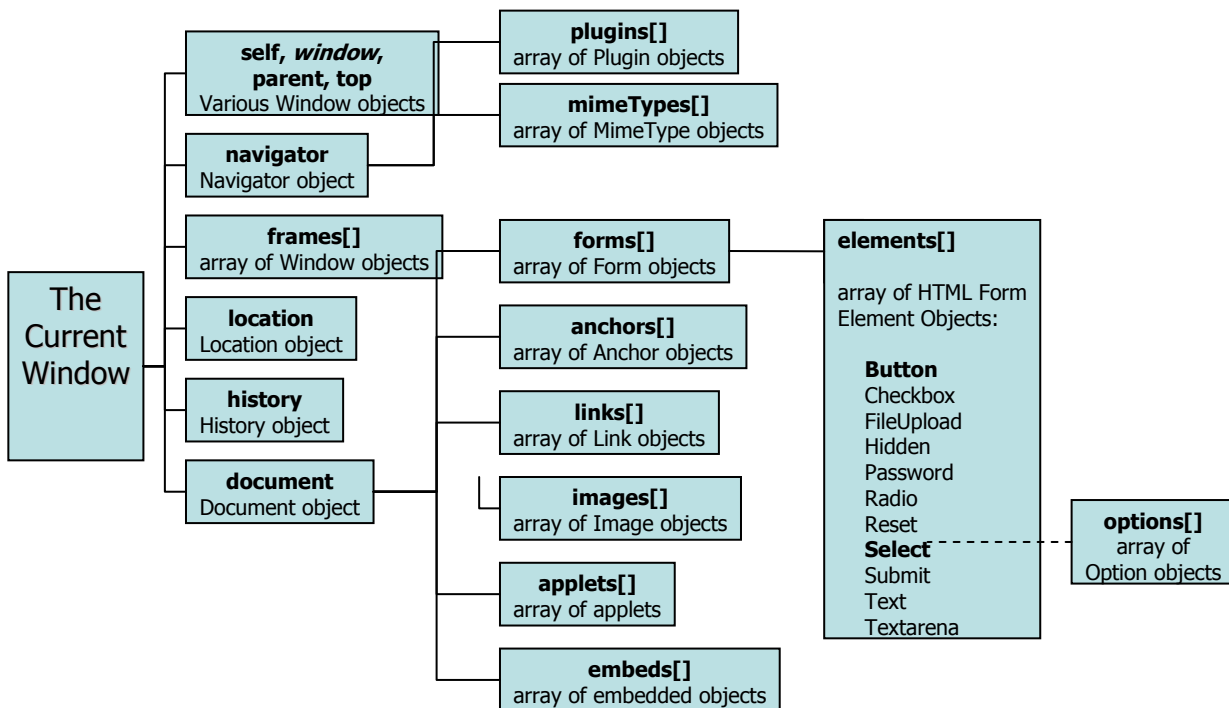 The
Current
Window
self, window,
parent, top
Various Window objects
navigator
Navigator object
frames[]
array of Window objects
location
Location object
history
History object
document
Document object
plugins[]
array of Plugin objects
mimeTypes[]
array of MimeType objects
forms[]
array of Form objects
anchors[]
array of Anchor objects
links[]
array of Link objects
images[]
array of Image objects
applets[]
array of applets
embeds[]
array of embedded objects
elements[]
array of HTML Form
Element Objects:
Button
Checkbox
FileUpload
Hidden
Password
Radio
Reset
Select
Submit
Text
Textarena
options[]
array of
Option objects